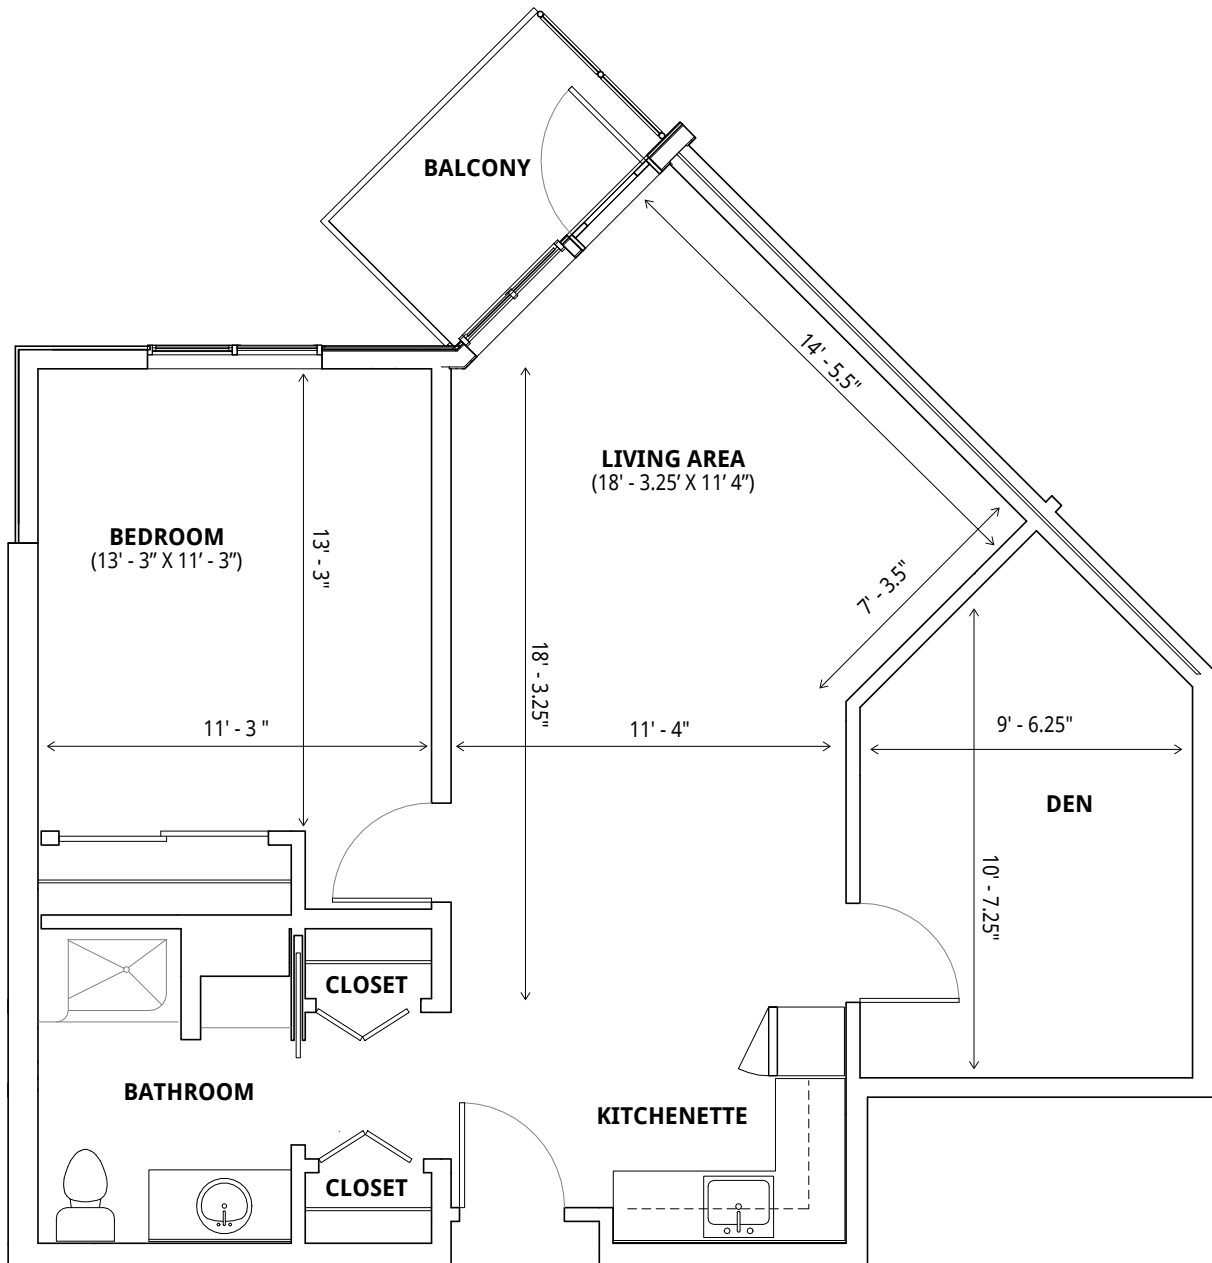 BALCONY
14' - 5.5"
LIVING AREA
(18' - 3.25’ X 11’ 4”)
BEDROOM
(13' - 3” X 11’ - 3”)
13' - 3"
7' - 3.5"
18' - 3.25"
11' - 3 "
11' - 4"
9' - 6.25"
DEN
10' - 7.25"
CLOSET
BATHROOM
KITCHENETTE
CLOSET